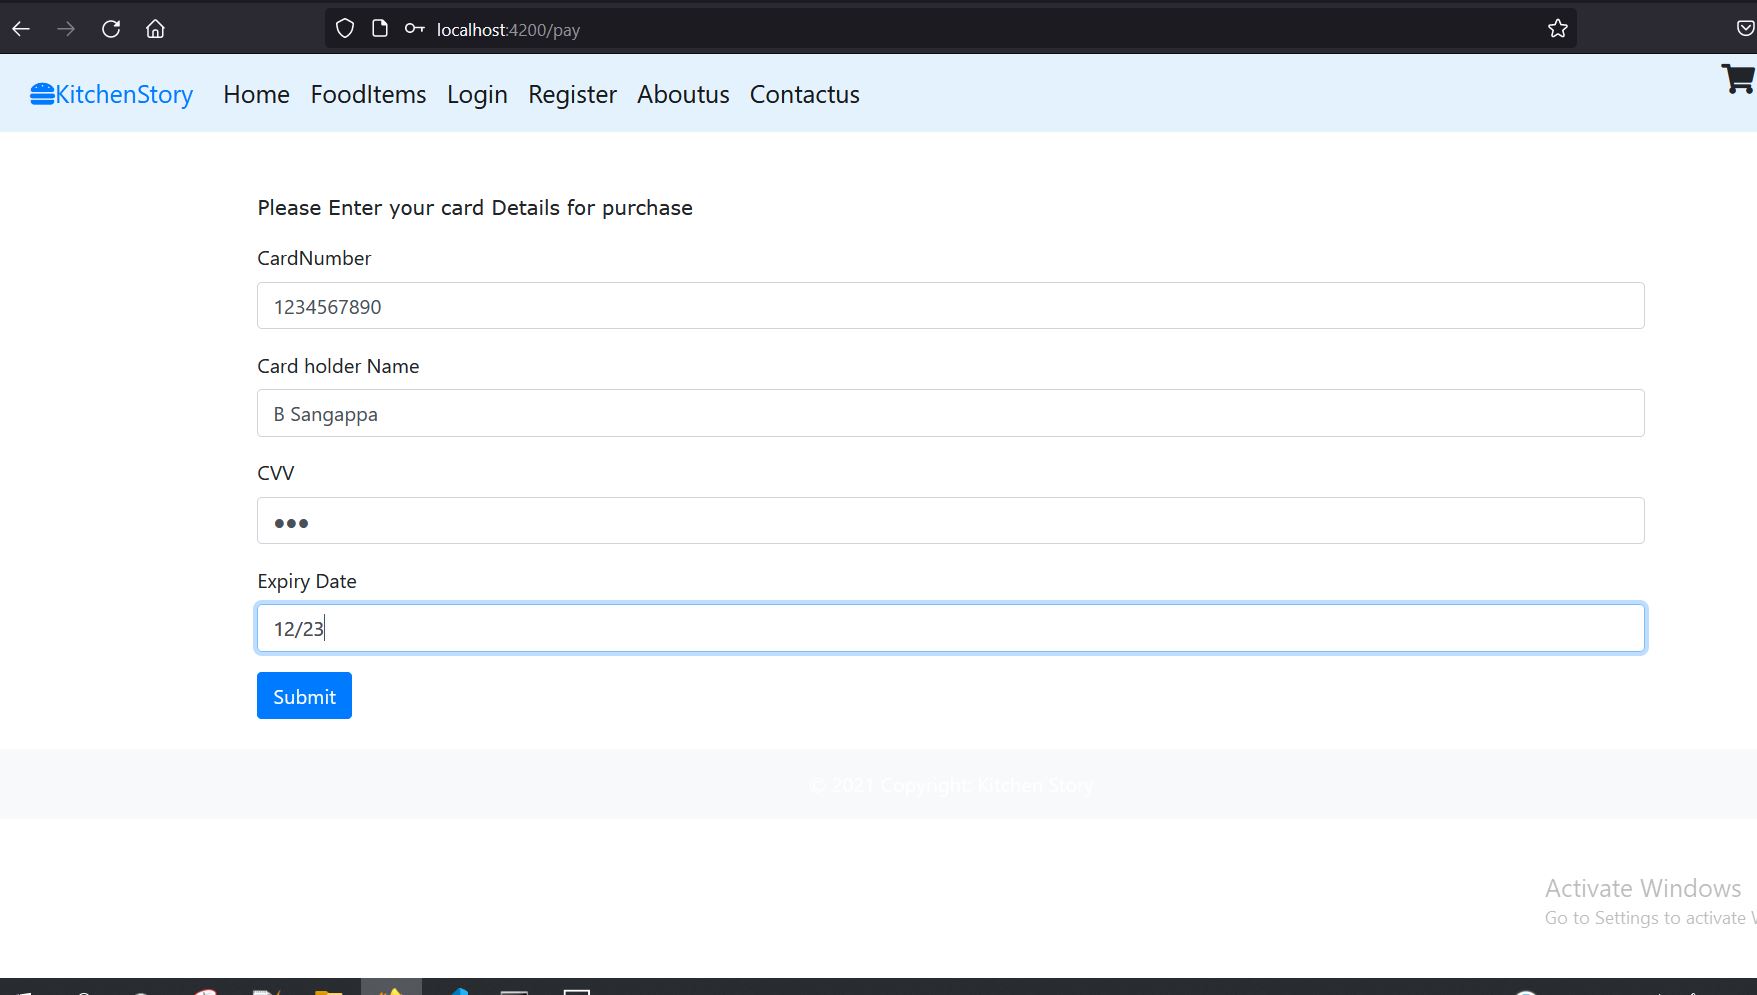 localhost:4200/pay
KitchenStory Home FoodItems Login Register Aboutus Contactus
Please Enter your card Details for purchase
CardNumber
1234567890
Card holder Name
B Sangappa
CVV
●●●
Expiry Date
12/23
Submit
© 2021 Copyright: Kitchen Story
Activate Windows
Go to Settings to activate